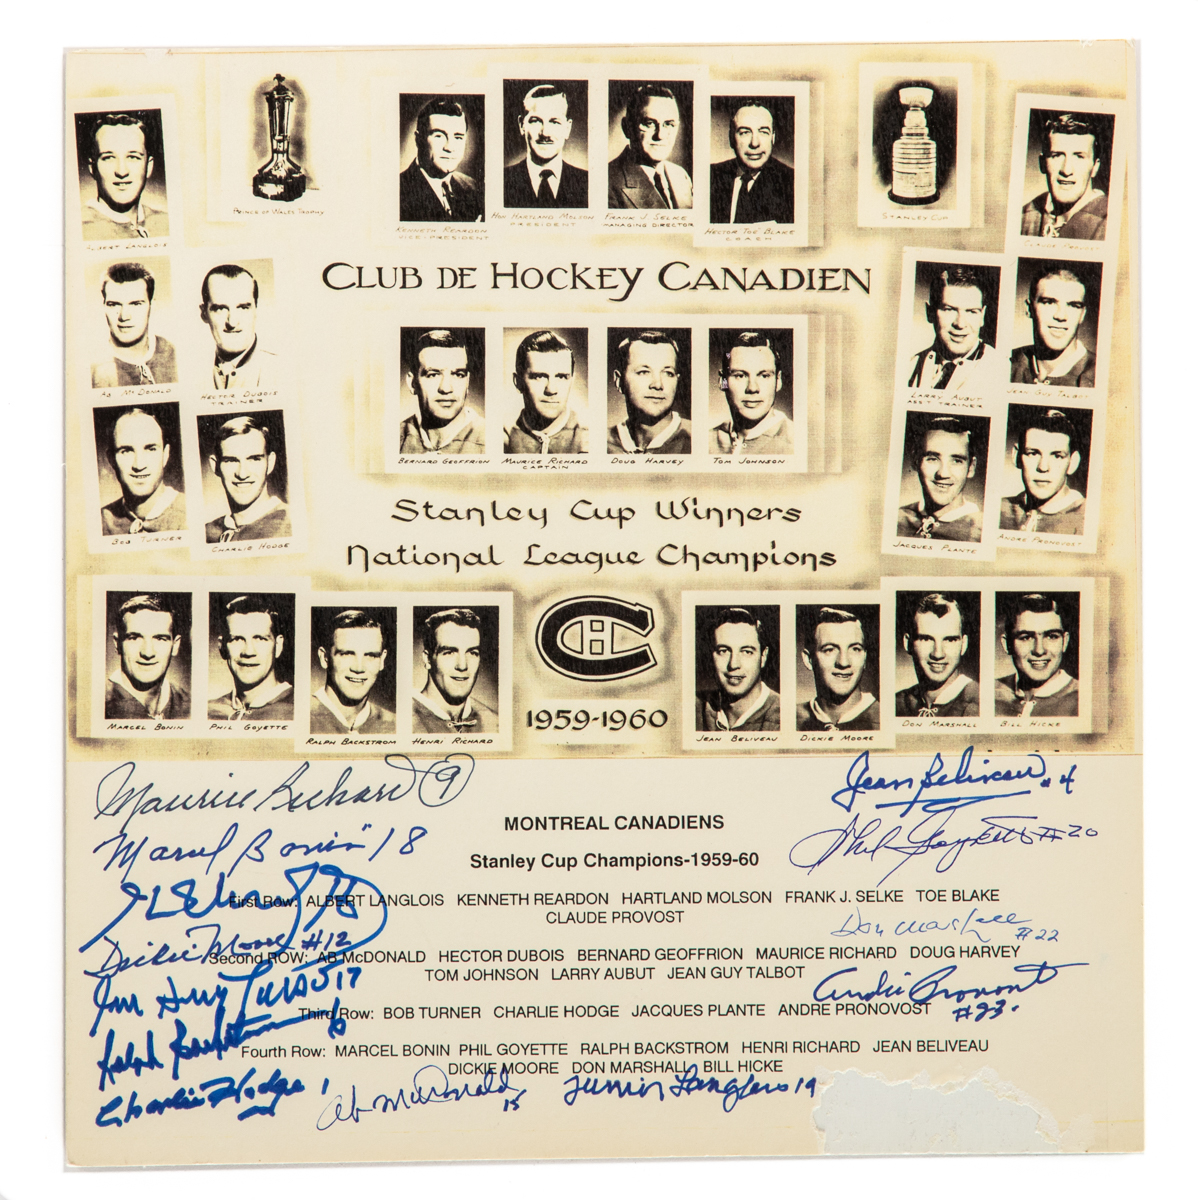 ALBERT LANGLOIS
PRINCE OF WALES TROPHY
KENNETH REARDON
VICE-PRESIDENT
HON HARTLAND MOLSON
PRESIDENT
FRANK J. SELKE
MANAGING DIRECTOR
HECTOR "TOE" BLAKE
COACH
STANLEY CUP
CLAUDE PROVOST
CLUB DE HOCKEY CANADIEN
AB McDONALD
HECTOR DUBOIS
TRAINER
LARRY AUBUT
ASS'T TRAINER
JEAN-GUY TALBOT
BERNARD GEOFFRION
MAURICE RICHARD
CAPTAIN
DOUG HARVEY
TOM JOHNSON
Stanley Cup Winners
National League Champions
BOB TURNER
CHARLIE HODGE
JACQUES PLANTE
ANDRE PRONOVOST
CH
1959-1960
MARCEL BONIN
PHIL GOYETTE
RALPH BACKSTROM
HENRI RICHARD
JEAN BELIVEAU
DICKIE MOORE
DON MARSHALL
BILL HICKE
Maurice Richard 9
Jean Beliveau #4
MONTREAL CANADIENS
Marcel Bonin 18
Phil Goyette #20
Stanley Cup Champions-1959-60
First Row: ALBERT LANGLOIS KENNETH REARDON HARTLAND MOLSON FRANK J. SELKE TOE BLAKE
CLAUDE PROVOST
Don Marshall #22
Dickie Moore #12
Second ROW: AB McDONALD HECTOR DUBOIS BERNARD GEOFFRION MAURICE RICHARD DOUG HARVEY
TOM JOHNSON LARRY AUBUT JEAN GUY TALBOT
17
André Pronovost #23.
Third Row: BOB TURNER CHARLIE HODGE JACQUES PLANTE ANDRE PRONOVOST
Ralph Backstrom 6
Fourth Row: MARCEL BONIN PHIL GOYETTE RALPH BACKSTROM HENRI RICHARD JEAN BELIVEAU
DICKIE MOORE DON MARSHALL BILL HICKE
Charlie Hodge 1
Ab McDonald 15
Junior Langlois 19